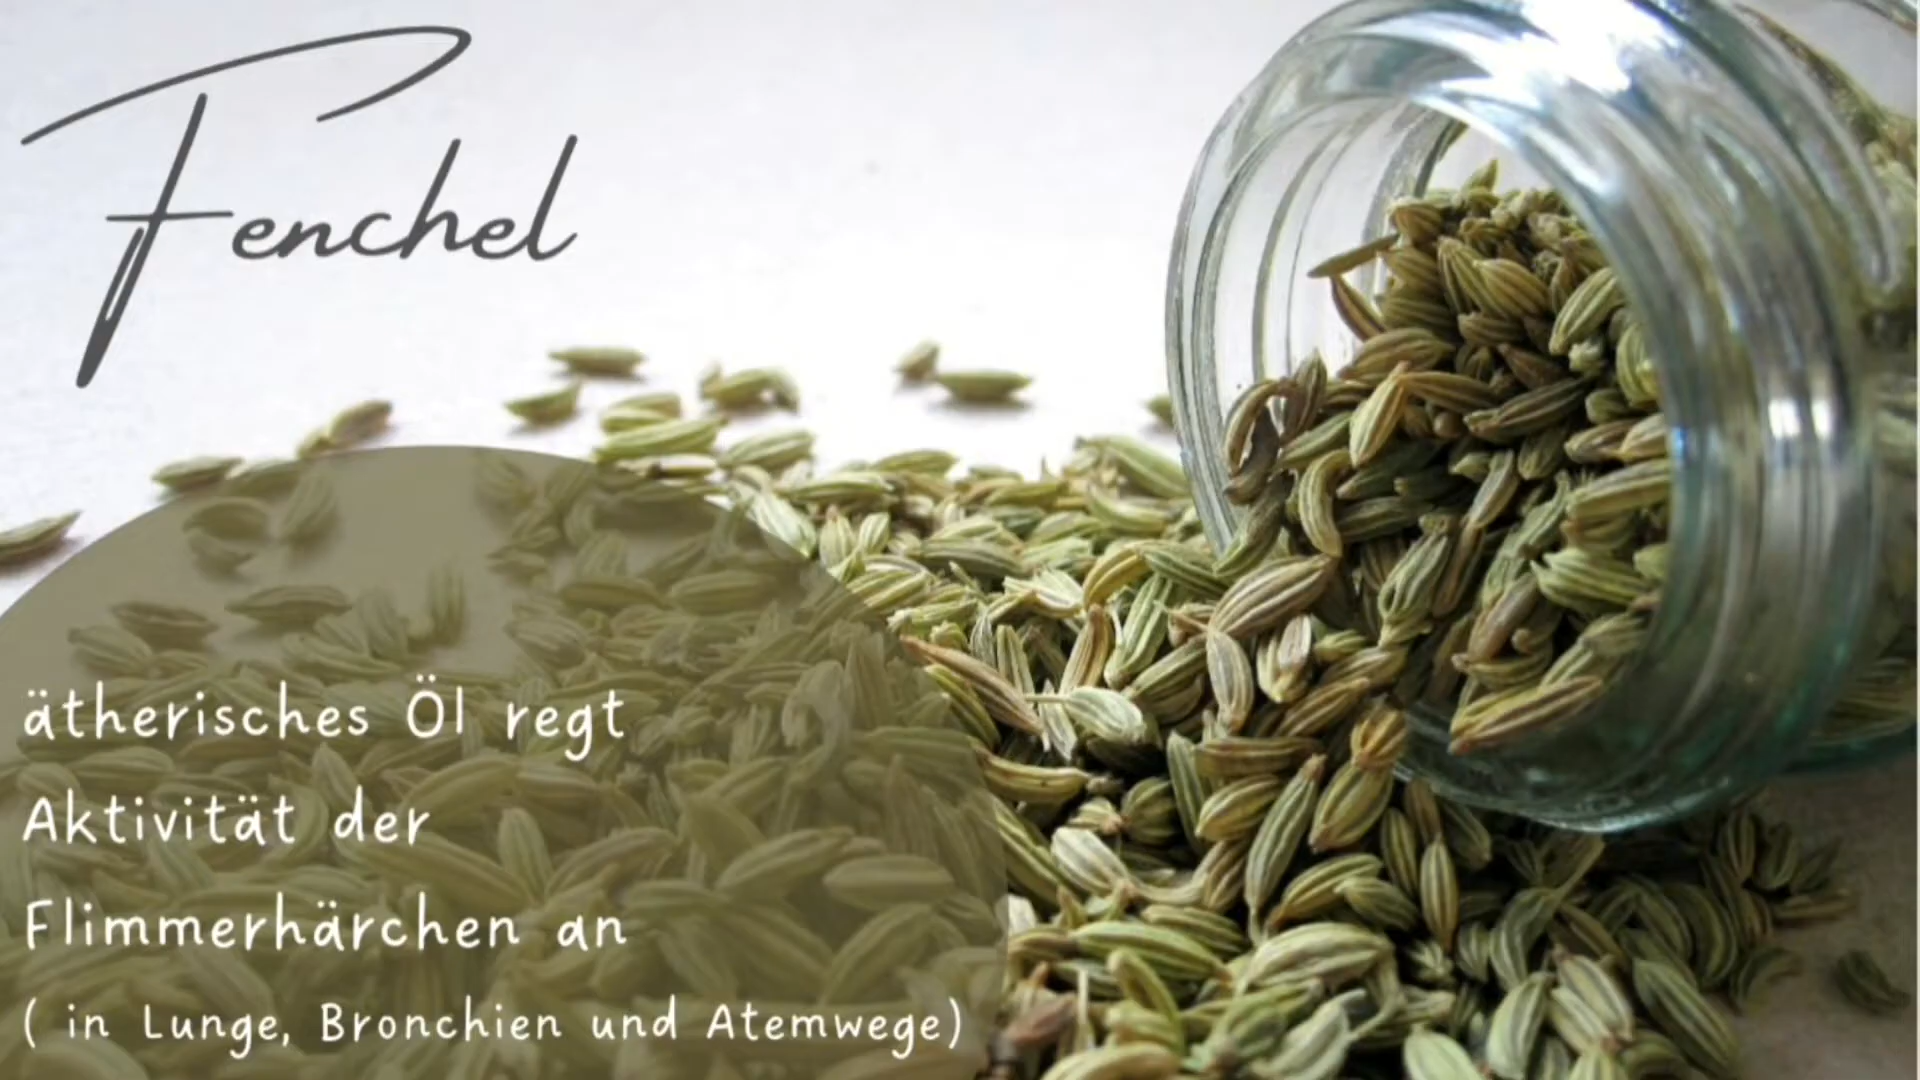 Fenchel
ätherisches Öl regt
Aktivität der
Flimmerhärchen an
( in Lunge, Bronchien und Atemwege)